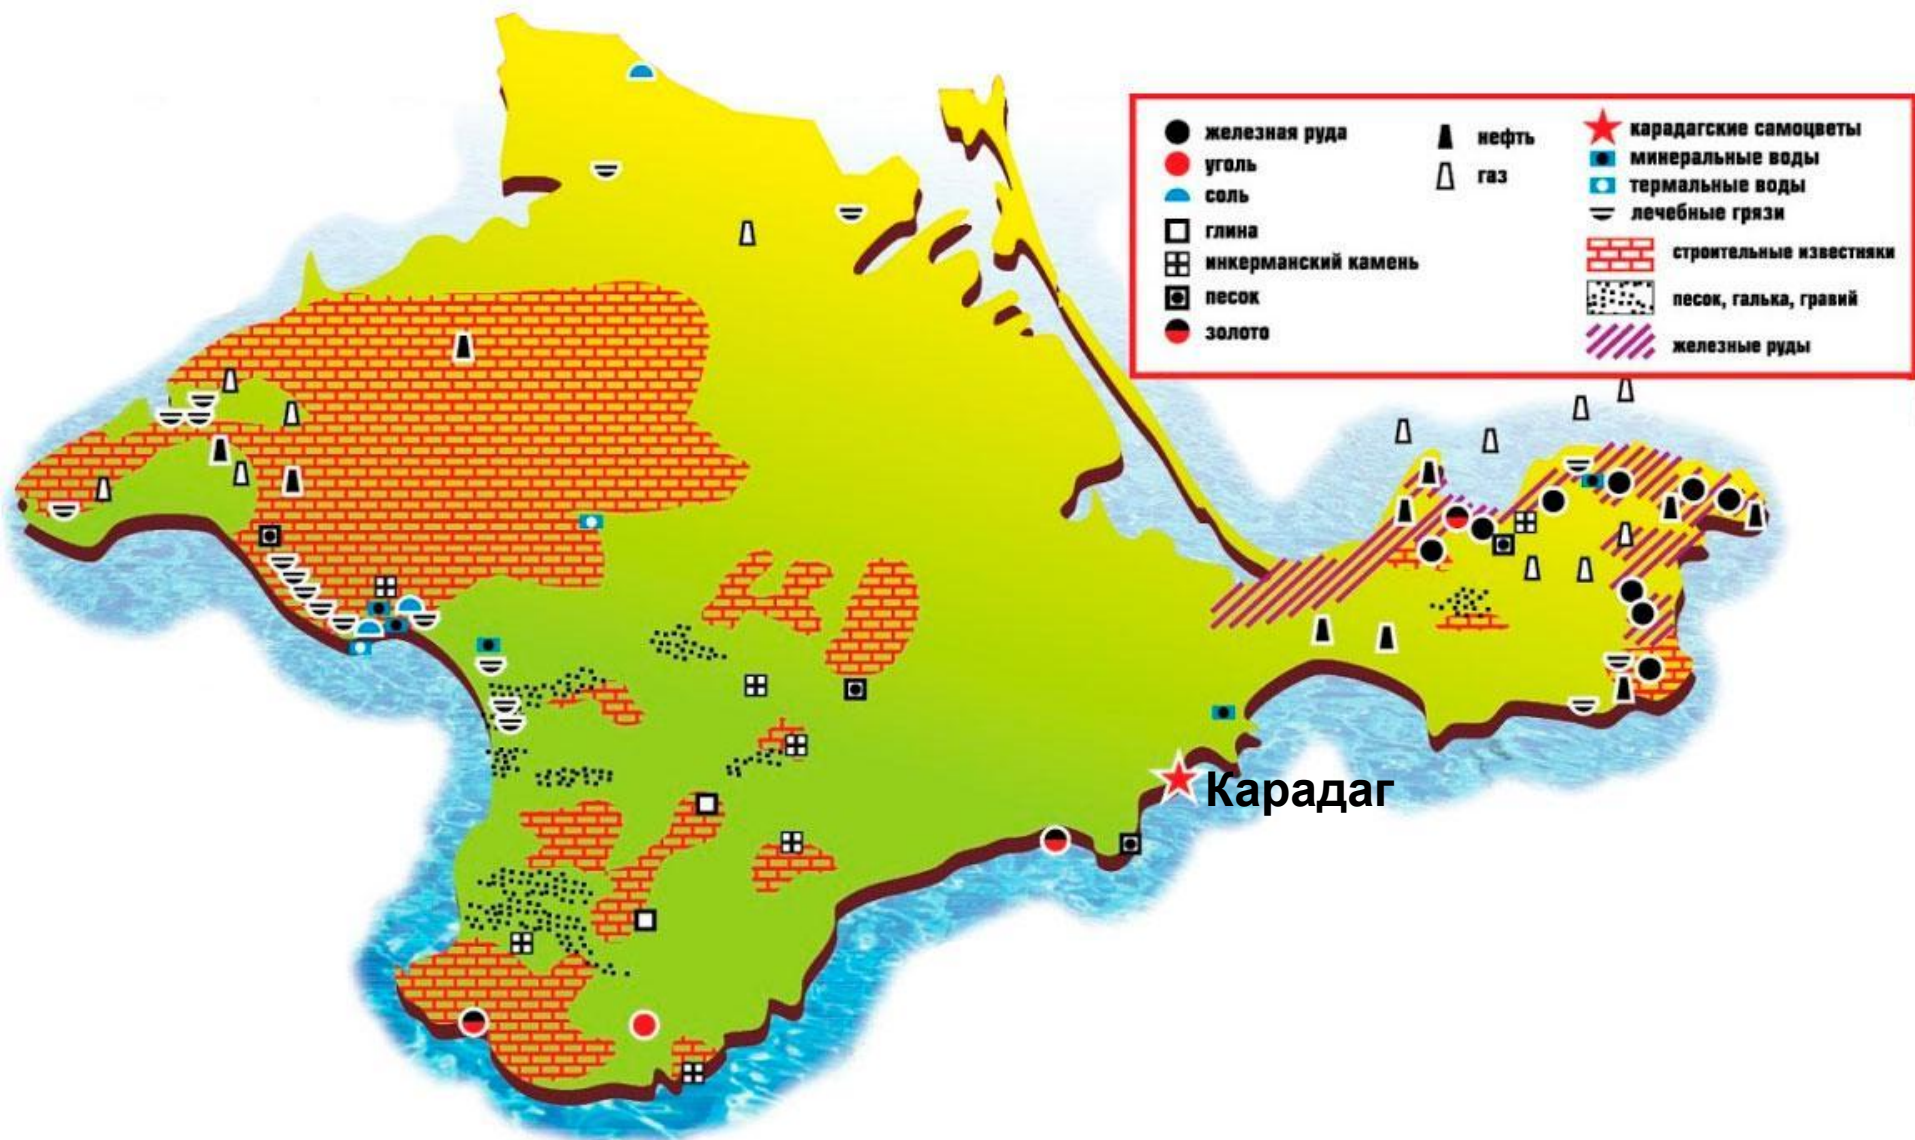 железная руда
уголь
соль
глина
инкерманский камень
песок
золото
нефть
газ
карадагские самоцветы
минеральные воды
термальные воды
лечебные грязи
строительные известняки
песок, галька, гравий
железные руды
Карадаг